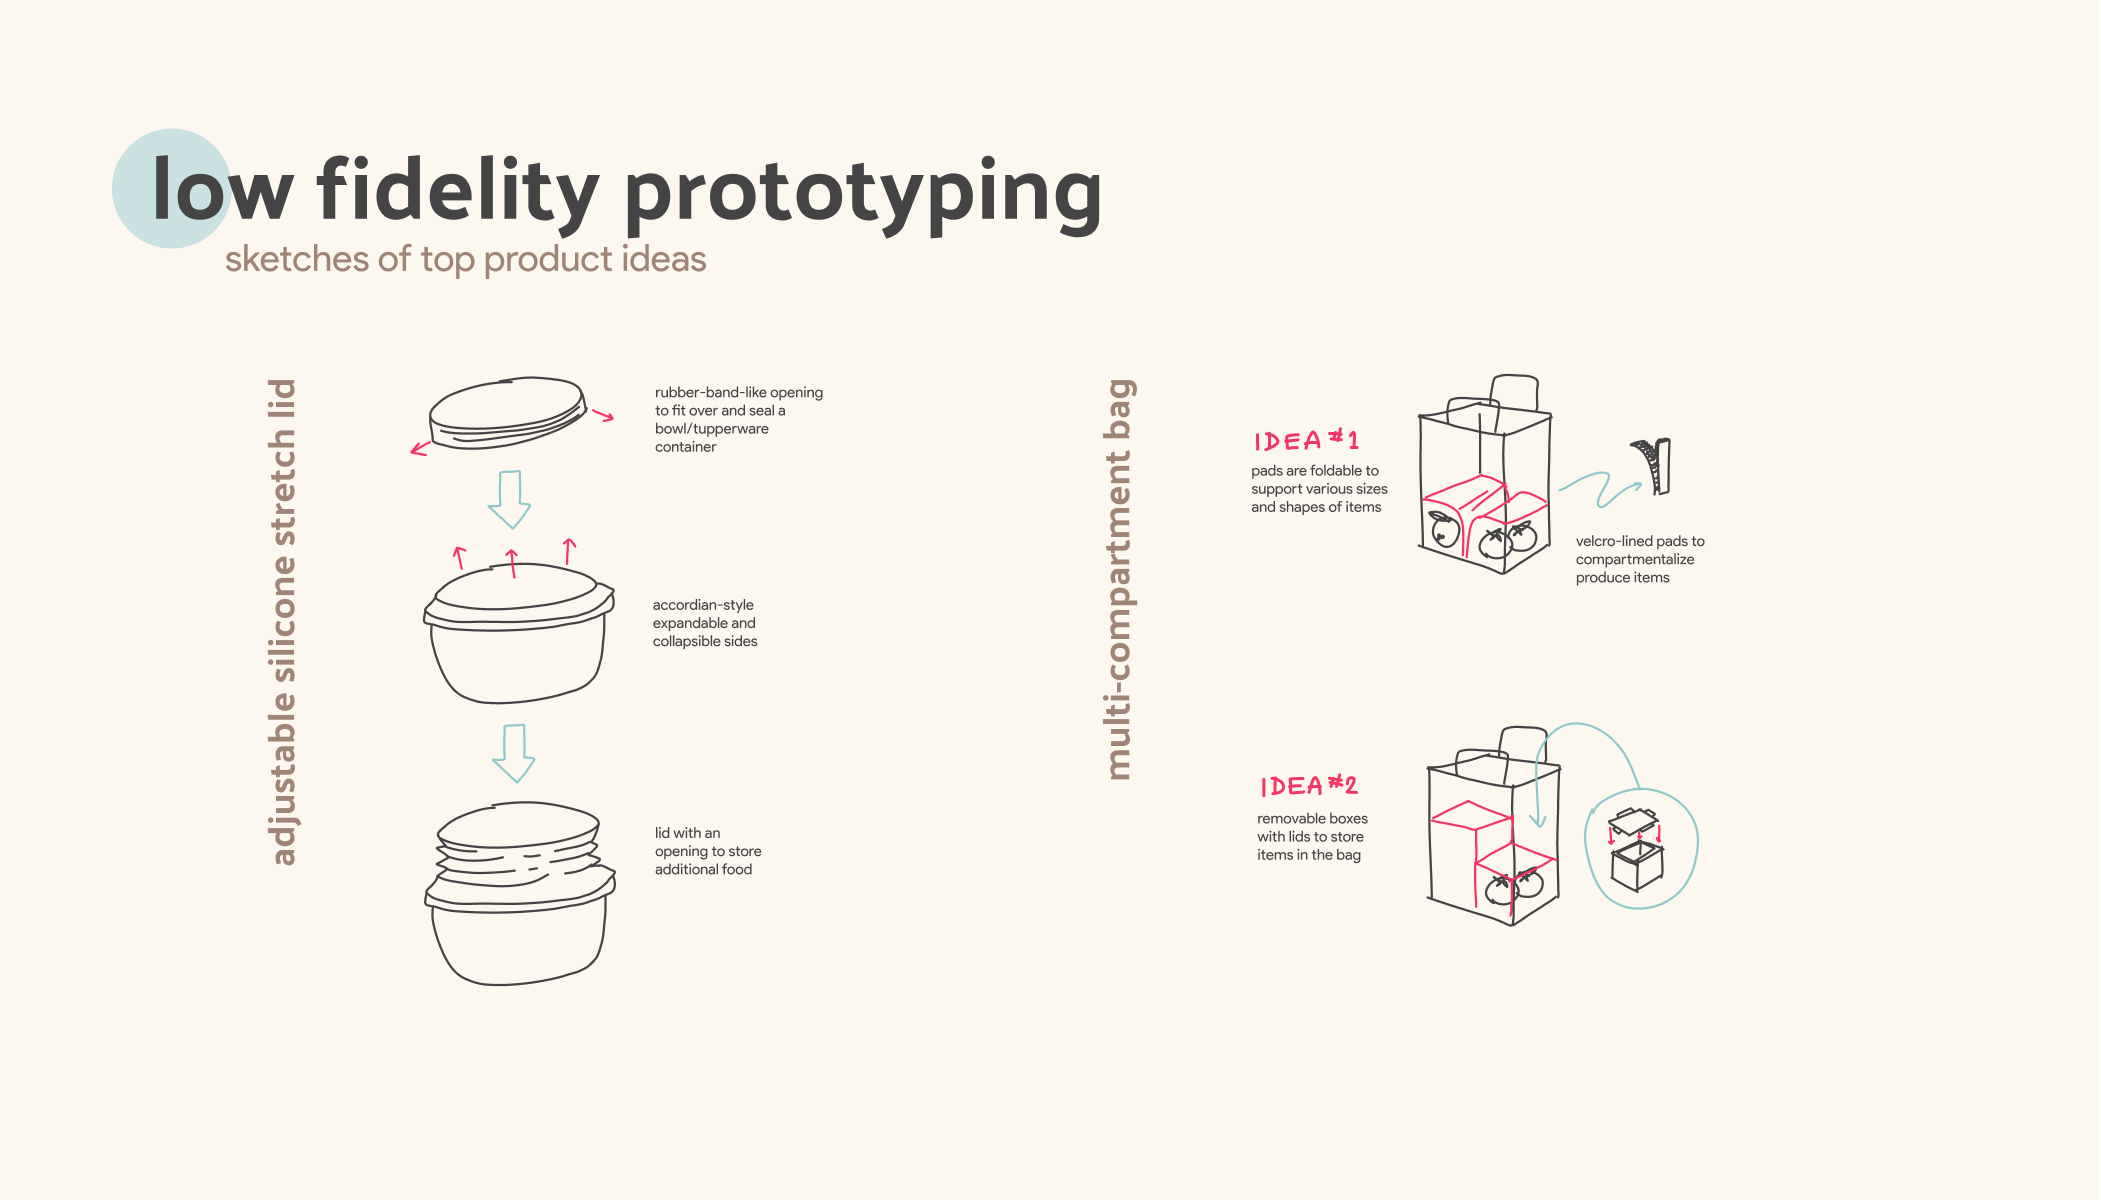 low fidelity prototyping
sketches of top product ideas
adjustable silicone stretch lid
rubber-band-like opening
to fit over and seal a
bowl/tupperware
container
accordian-style
expandable and
collapsible sides
lid with an
opening to store
additional food
multi-compartment bag
IDEA #1
pads are foldable to
support various sizes
and shapes of items
velcro-lined pads to
compartmentalize
produce items
IDEA #2
removable boxes
with lids to store
items in the bag